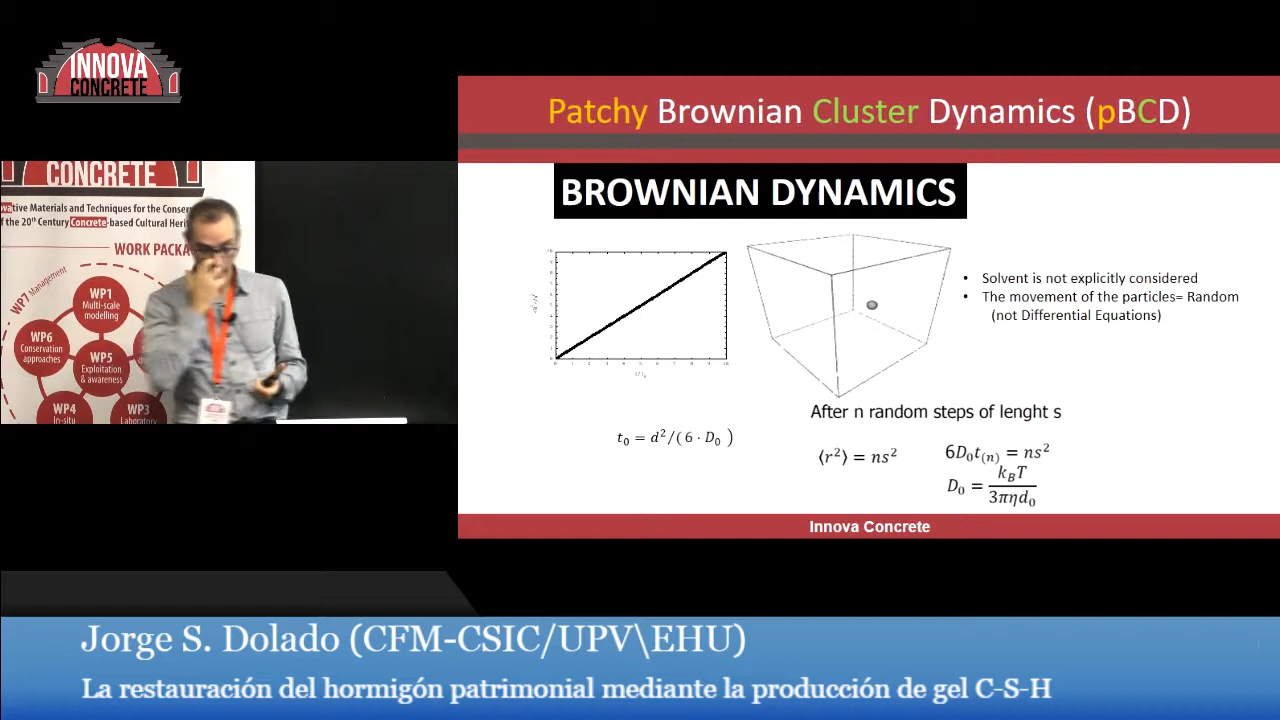 INNOVA
CONCRETE
CONCRETE
vative Materials and Techniques for the Conser
of the 20th Century Concrete-based Cultural Heri
WORK PACKA
WP7 Management
WP1
Multi-scale
modelling
WP6
Conservation
approaches
WP5
Exploitation
& awareness
WP4
In-situ
WP3
Laboratory
Patchy Brownian Cluster Dynamics (pBCD)
BROWNIAN DYNAMICS
• Solvent is not explicitly considered
• The movement of the particles= Random
(not Differential Equations)
After n random steps of lenght s
t₀ = d²/( 6 · D₀ )
⟨r²⟩ = ns²
6D₀t₍ₙ₎ = ns²
D₀ = k_BT / 3πηd₀
Innova Concrete
Jorge S. Dolado (CFM-CSIC/UPV\EHU)
La restauración del hormigón patrimonial mediante la producción de gel C-S-H